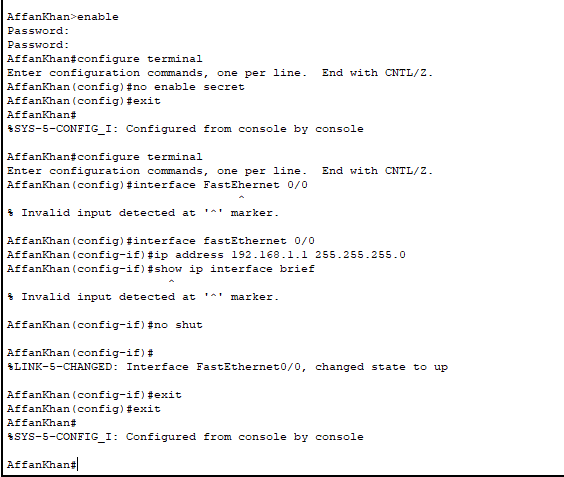 AffanKhan>enable
Password:
Password:
AffanKhan#configure terminal
Enter configuration commands, one per line.  End with CNTL/Z.
AffanKhan(config)#no enable secret
AffanKhan(config)#exit
AffanKhan#
%SYS-5-CONFIG_I: Configured from console by console
AffanKhan#configure terminal
Enter configuration commands, one per line.  End with CNTL/Z.
AffanKhan(config)#interface FastEhernet 0/0
^
% Invalid input detected at '^' marker.
AffanKhan(config)#interface fastEthernet 0/0
AffanKhan(config-if)#ip address 192.168.1.1 255.255.255.0
AffanKhan(config-if)#show ip interface brief
^
% Invalid input detected at '^' marker.
AffanKhan(config-if)#no shut
AffanKhan(config-if)#
%LINK-5-CHANGED: Interface FastEthernet0/0, changed state to up
AffanKhan(config-if)#exit
AffanKhan(config)#exit
AffanKhan#
%SYS-5-CONFIG_I: Configured from console by console
AffanKhan#